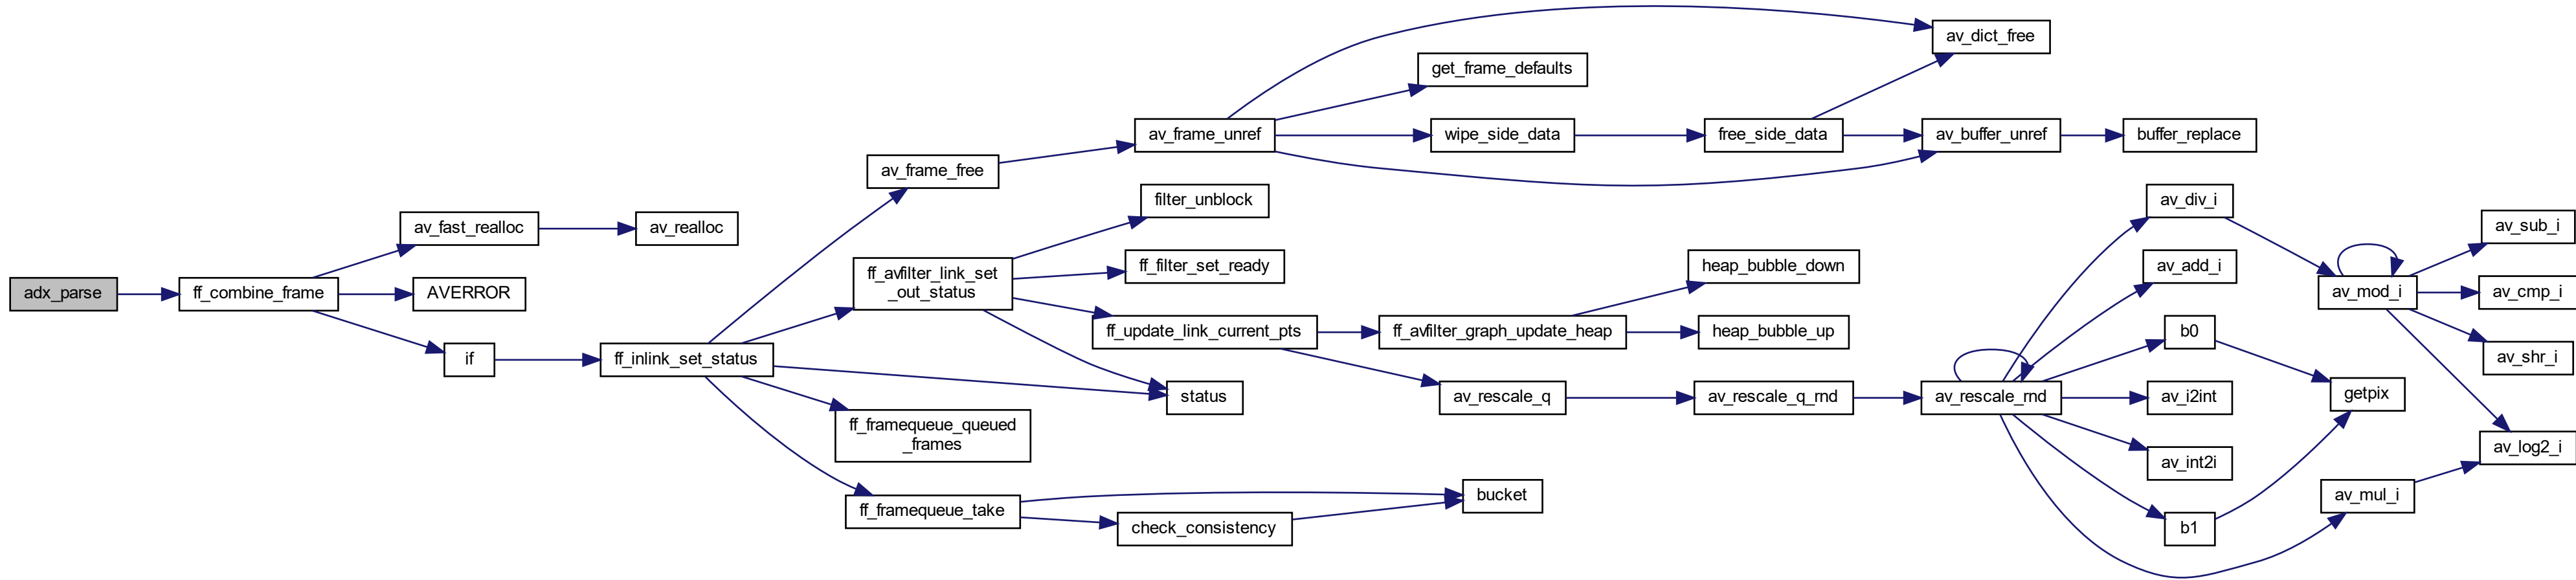 adx_parse
ff_combine_frame
av_fast_realloc
av_realloc
AVERROR
if
ff_inlink_set_status
av_frame_free
av_frame_unref
av_dict_free
get_frame_defaults
wipe_side_data
free_side_data
av_buffer_unref
buffer_replace
ff_avfilter_link_set
_out_status
filter_unblock
ff_filter_set_ready
ff_update_link_current_pts
ff_avfilter_graph_update_heap
heap_bubble_down
heap_bubble_up
status
av_rescale_q
av_rescale_q_rnd
av_rescale_rnd
ff_framequeue_queued
_frames
ff_framequeue_take
bucket
check_consistency
av_div_i
av_add_i
b0
av_i2int
av_int2i
b1
av_mod_i
getpix
av_mul_i
av_sub_i
av_cmp_i
av_shr_i
av_log2_i